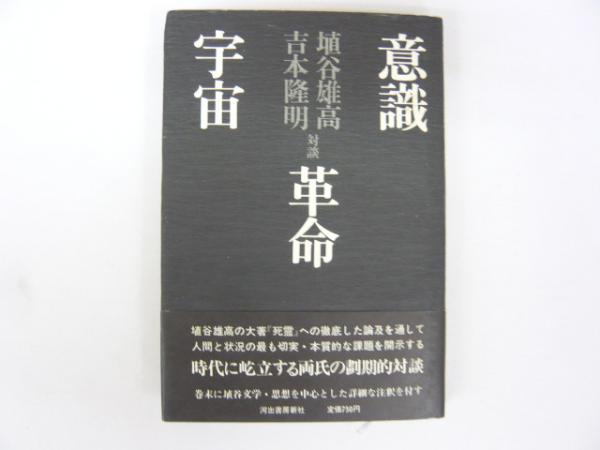 意識
革命
宇宙
埴谷雄高
吉本隆明
対談
埴谷雄高の大著『死霊』への徹底した論及を通して
人間と状況の最も切実・本質的な課題を開示する
時代に屹立する両氏の劃期的対談
巻末に埴谷文学・思想を中心とした詳細な注釈を付す
河出書房新社 定価750円